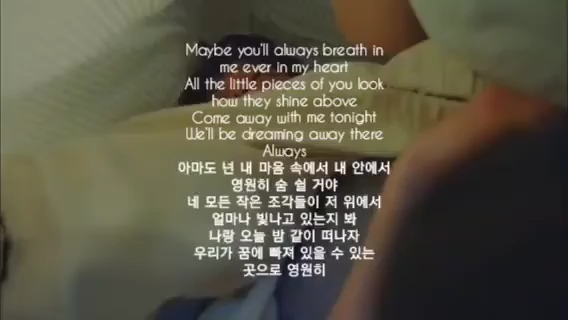 Maybe you'll always breath in
me ever in my heart
All the little pieces of you look
how they shine above
Come away with me tonight
We'll be dreaming away there
Always
아마도 넌 내 마음 속에서 내 안에서
영원히 숨 쉴 거야
네 모든 작은 조각들이 저 위에서
얼마나 빛나고 있는지 봐
나랑 오늘 밤 같이 떠나자
우리가 꿈에 빠져 있을 수 있는
곳으로 영원히